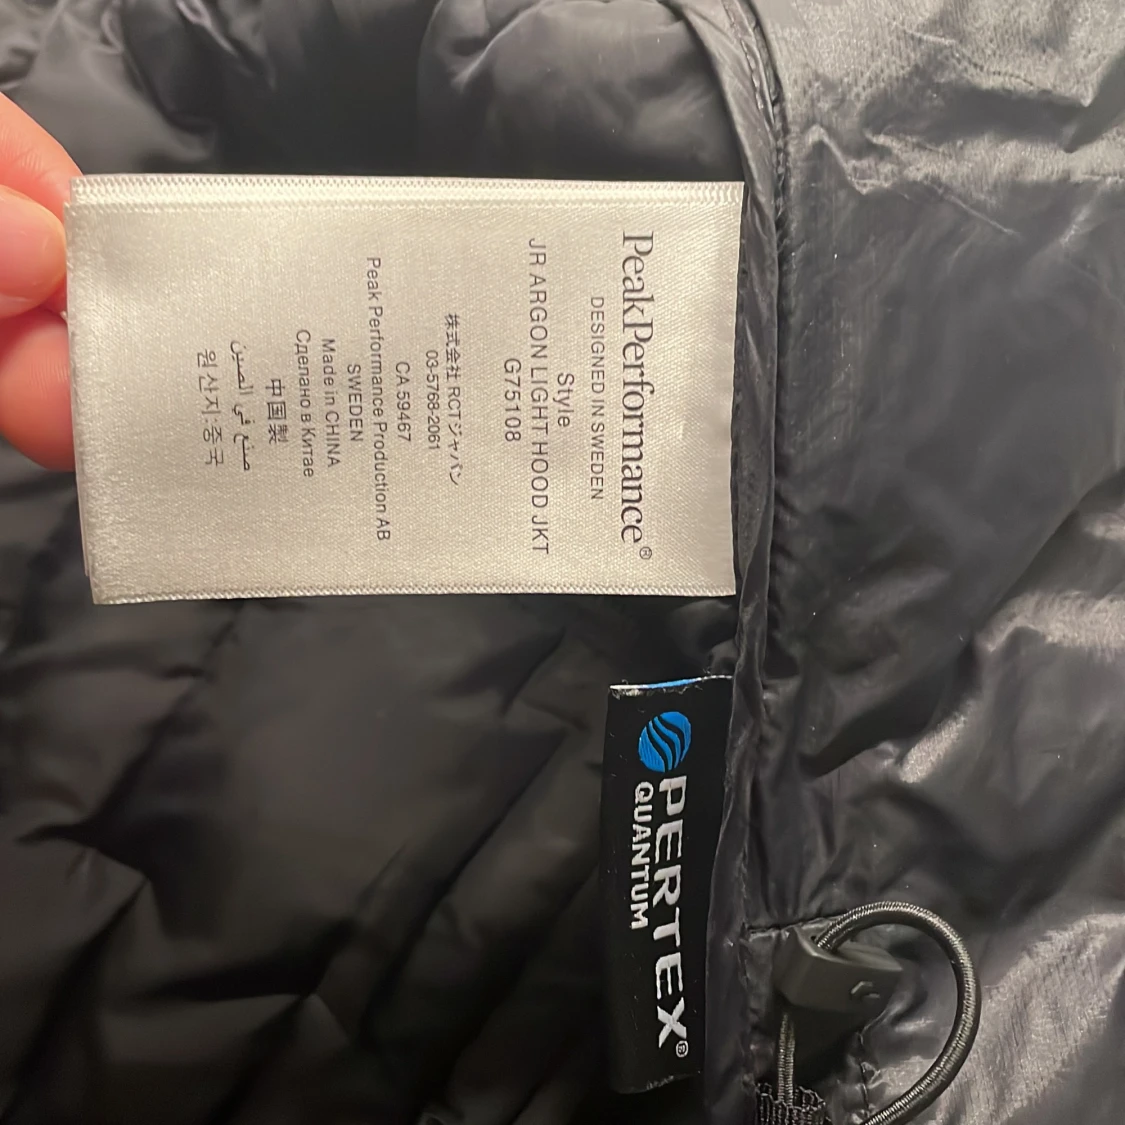 PeakPerformance®
DESIGNED IN SWEDEN
Style
JR ARGON LIGHT HOOD JKT
G75108
株式会社 RCTジャパン
03-5768-2061
CA 59467
Peak Performance Production AB
SWEDEN
Made in CHINA
Сделано в Китае
中国製
صنع في الصين
원산지:중국
PERTEX®
QUANTUM